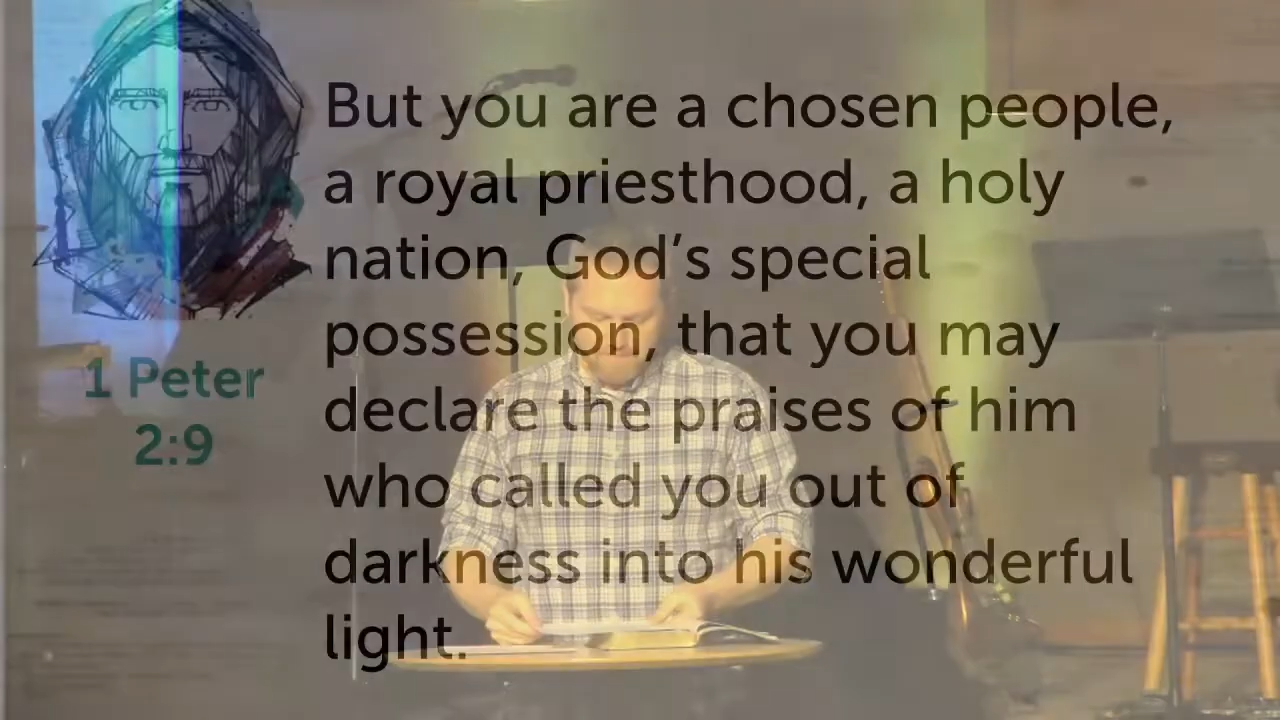 But you are a chosen people,
a royal priesthood, a holy
nation, God’s special
possession, that you may
declare the praises of him
who called you out of
darkness into his wonderful
light.
1 Peter
2:9